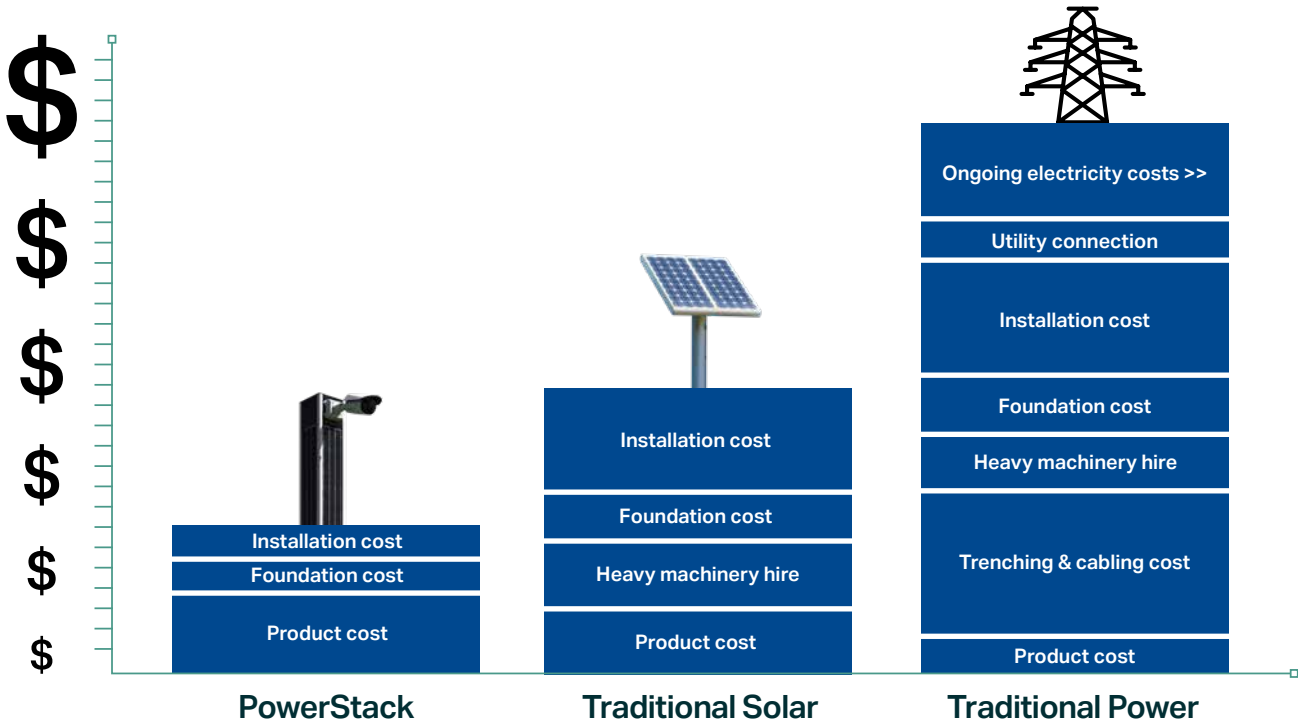 $
$
$
$
$
$
Installation cost
Foundation cost
Product cost
PowerStack
Installation cost
Foundation cost
Heavy machinery hire
Product cost
Traditional Solar
Ongoing electricity costs >>
Utility connection
Installation cost
Foundation cost
Heavy machinery hire
Trenching & cabling cost
Product cost
Traditional Power